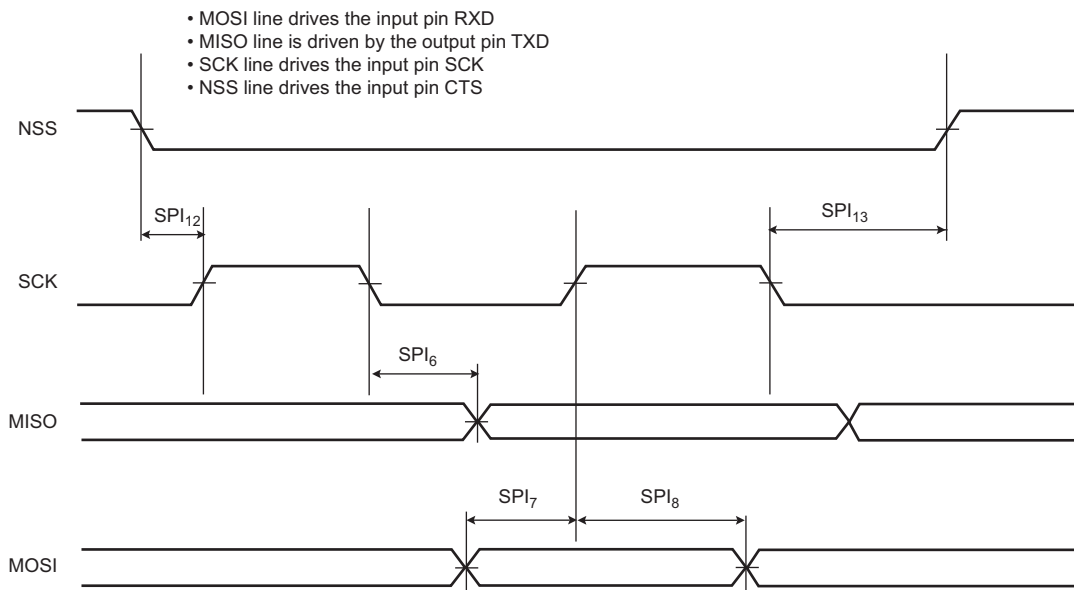 • MOSI line drives the input pin RXD
• MISO line is driven by the output pin TXD
• SCK line drives the input pin SCK
• NSS line drives the input pin CTS
NSS
SPI12
SPI13
SCK
SPI6
MISO
SPI7
SPI8
MOSI